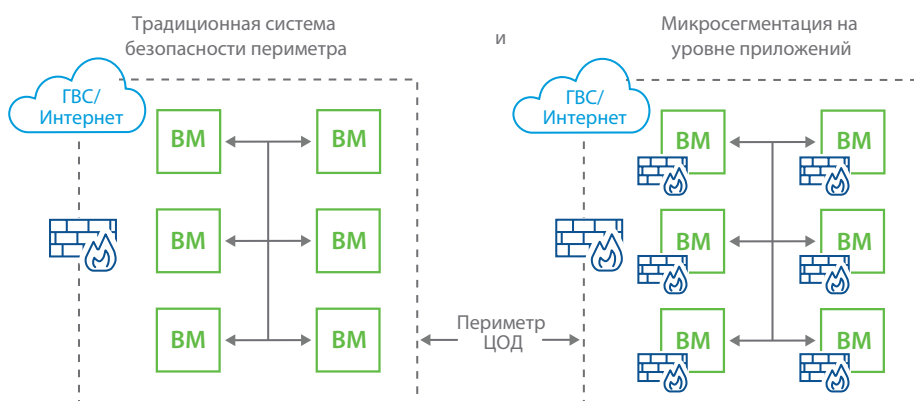 Традиционная система
безопасности периметра
и
Микросегментация на
уровне приложений
ГВС/
Интернет
ВМ
ВМ
ВМ
ВМ
ВМ
ВМ
Периметр
ЦОД
ГВС/
Интернет
ВМ
ВМ
ВМ
ВМ
ВМ
ВМ